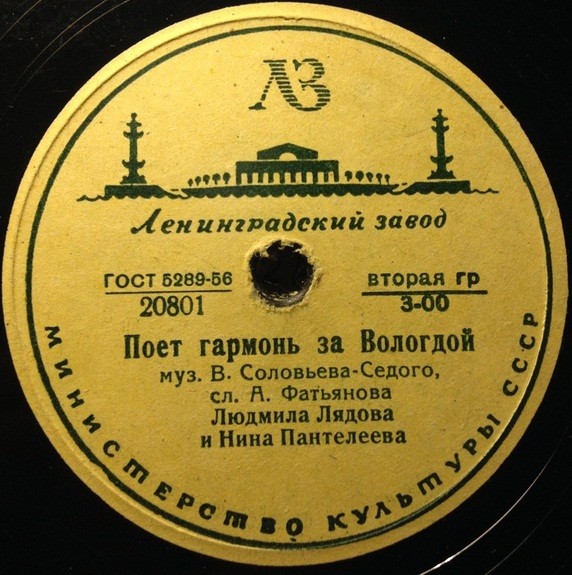 ЛЗ
Ленинградский завод
ГОСТ 5289-56
20801
вторая гр
3-00
Поет гармонь за Вологдой
муз. В. Соловьева-Седого,
сл. А. Фатьянова
Людмила Лядова
и Нина Пантелеева
МИНИСТЕРСТВО КУЛЬТУРЫ СССР